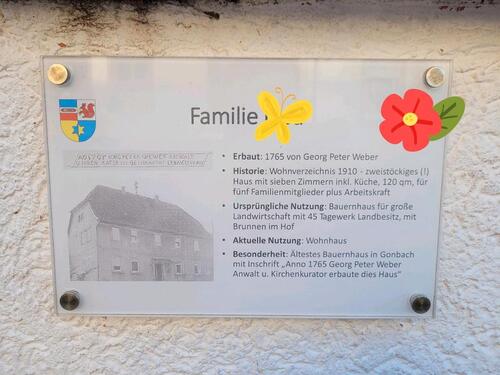 Familie
• Erbaut: 1765 von Georg Peter Weber
• Historie: Wohnverzeichnis 1910 - zweistöckiges (!)
Haus mit sieben Zimmern inkl. Küche, 120 qm, für
fünf Familienmitglieder plus Arbeitskraft
• Ursprüngliche Nutzung: Bauernhaus für große
Landwirtschaft mit 45 Tagewerk Landbesitz, mit
Brunnen im Hof
• Aktuelle Nutzung: Wohnhaus
• Besonderheit: Ältestes Bauernhaus in Gonbach
mit Inschrift „Anno 1765 Georg Peter Weber
Anwalt u. Kirchenkurator erbaute dies Haus"